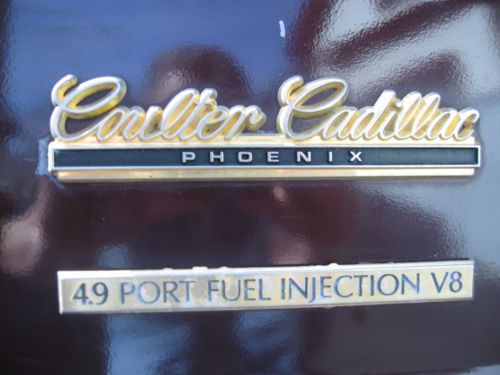 Coulter Cadillac
PHOENIX
4.9 PORT FUEL INJECTION V8